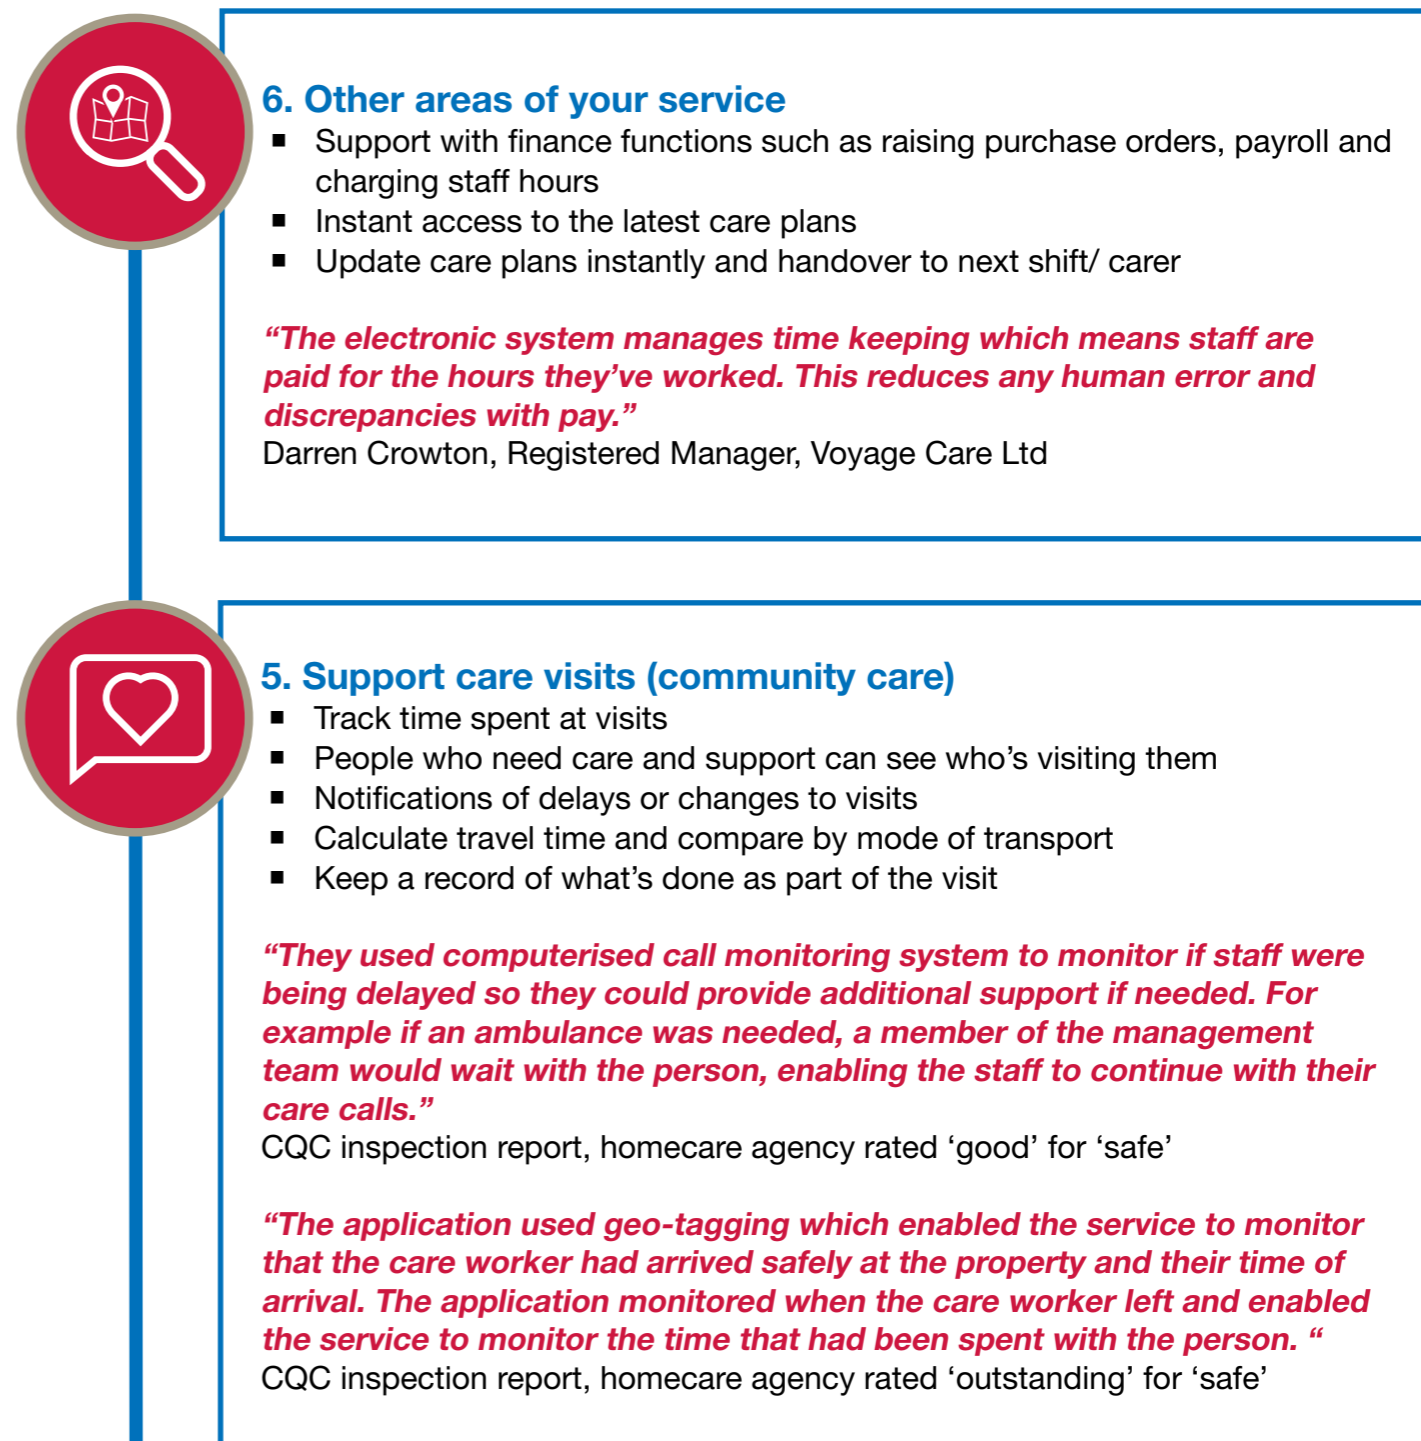 6. Other areas of your service
■ Support with finance functions such as raising purchase orders, payroll and
charging staff hours
■ Instant access to the latest care plans
■ Update care plans instantly and handover to next shift/ carer
“The electronic system manages time keeping which means staff are
paid for the hours they’ve worked. This reduces any human error and
discrepancies with pay.”
Darren Crowton, Registered Manager, Voyage Care Ltd
5. Support care visits (community care)
■ Track time spent at visits
■ People who need care and support can see who’s visiting them
■ Notifications of delays or changes to visits
■ Calculate travel time and compare by mode of transport
■ Keep a record of what’s done as part of the visit
“They used computerised call monitoring system to monitor if staff were
being delayed so they could provide additional support if needed. For
example if an ambulance was needed, a member of the management
team would wait with the person, enabling the staff to continue with their
care calls.”
CQC inspection report, homecare agency rated ‘good’ for ‘safe’
“The application used geo-tagging which enabled the service to monitor
that the care worker had arrived safely at the property and their time of
arrival. The application monitored when the care worker left and enabled
the service to monitor the time that had been spent with the person. “
CQC inspection report, homecare agency rated ‘outstanding’ for ‘safe’